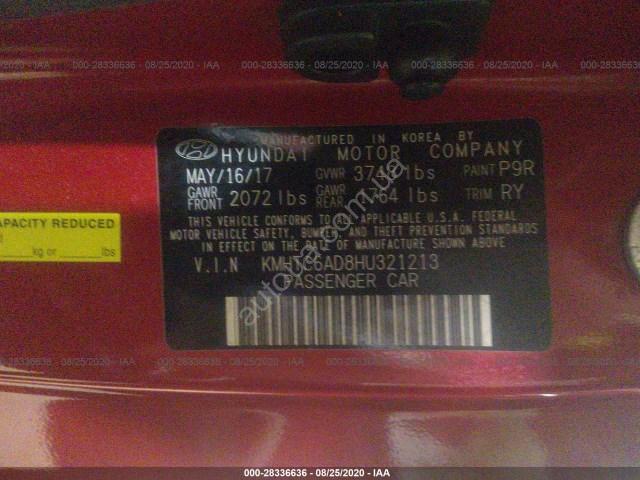 000-28336636 - 08/25/2020 - IAA
MANUFACTURED IN KOREA BY
HYUNDAI MOTOR COMPANY
MAY/16/17 GVWR lbs PAINT P9R
GAWR FRONT 2072 lbs GAWR REAR 1764 lbs TRIM RY
THIS VEHICLE CONFORMS TO ALL APPLICABLE U.S.A. FEDERAL
MOTOR VEHICLE SAFETY, BUMPER, AND THEFT PREVENTION
STANDARDS IN EFFECT ON THE DATE OF MANUFACTURE
SHOWN ABOVE.
V.I.N KMHTC6AD8HU321213
PASSENGER CAR
CAPACITY REDUCED
kg or lbs
autobidcar.com.ua
000-28336636 - 08/25/2020 - IAA